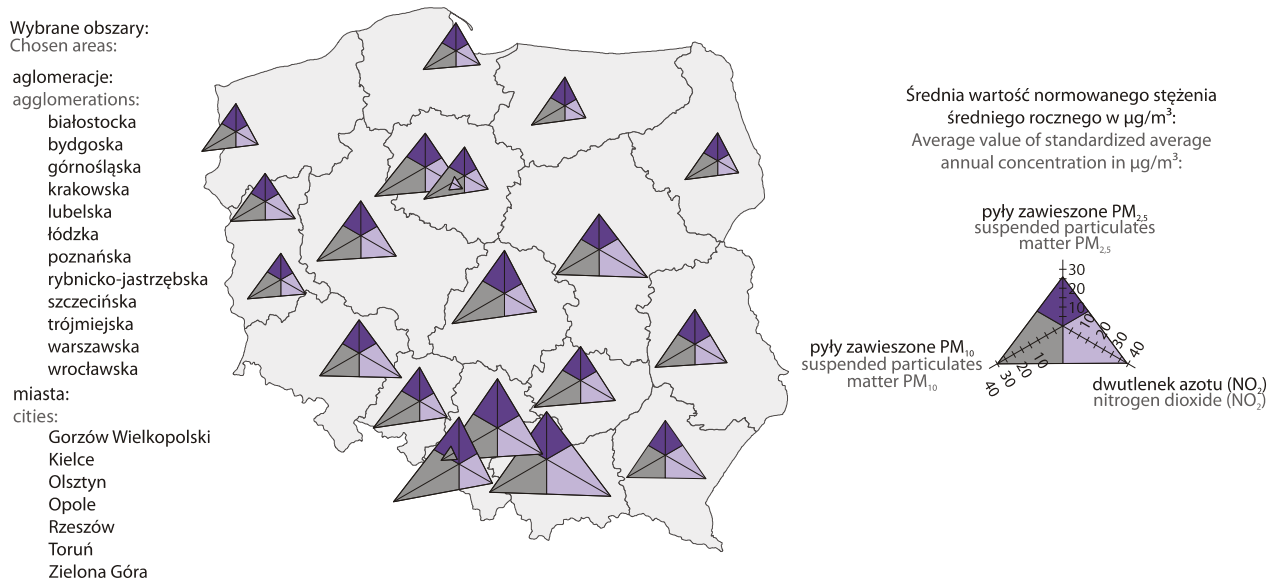 Wybrane obszary:
Chosen areas:
aglomeracje:
agglomerations:
białostocka
bydgoska
górnośląska
krakowska
lubelska
łódzka
poznańska
rybnicko-jastrzębska
szczecińska
trójmiejska
warszawska
wrocławska
miasta:
cities:
Gorzów Wielkopolski
Kielce
Olsztyn
Opole
Rzeszów
Toruń
Zielona Góra
Średnia wartość normowanego stężenia
średniego rocznego w µg/m³:
Average value of standardized average
annual concentration in µg/m³:
pyły zawieszone PM2,5
suspended particulates
matter PM2,5
30
20
10
10
20
30
40
10
20
30
40
pyły zawieszone PM10
suspended particulates
matter PM10
dwutlenek azotu (NO2)
nitrogen dioxide (NO2)